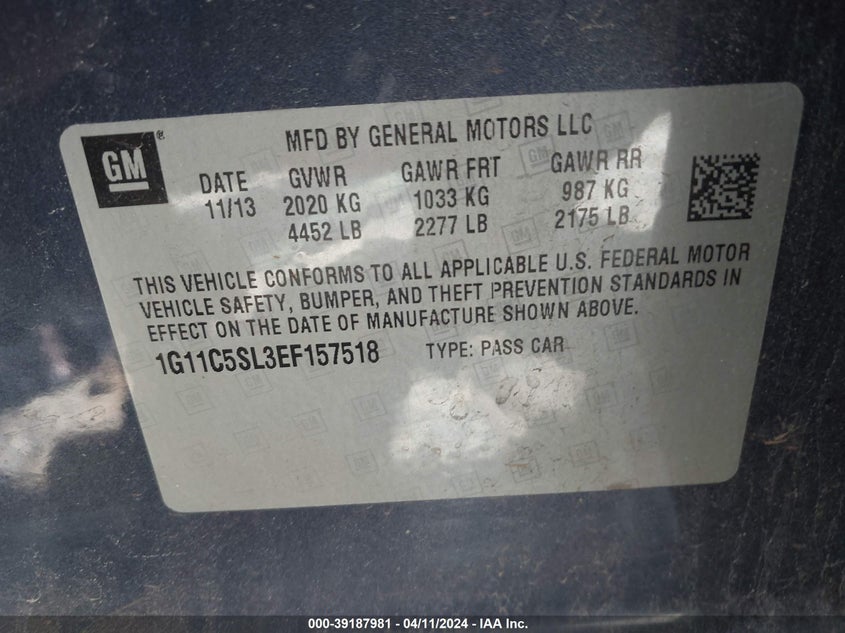 GM
MFD BY GENERAL MOTORS LLC
DATE GVWR GAWR FRT GAWR RR
11/13 2020 KG 1033 KG 987 KG
4452 LB 2277 LB 2175 LB
THIS VEHICLE CONFORMS TO ALL APPLICABLE U.S. FEDERAL MOTOR
VEHICLE SAFETY, BUMPER, AND THEFT PREVENTION STANDARDS IN
EFFECT ON THE DATE OF MANUFACTURE SHOWN ABOVE.
1G11C5SL3EF157518 TYPE: PASS CAR
000-39187981 - 04/11/2024 - IAA Inc.